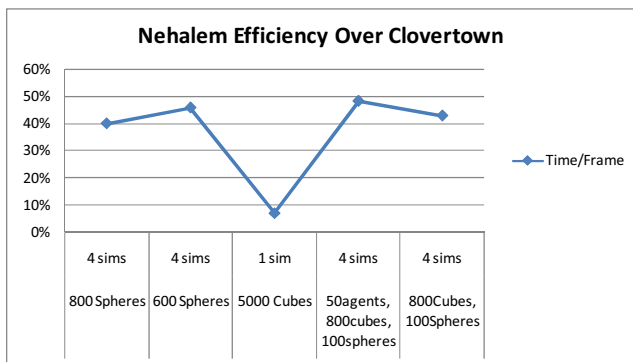 Nehalem Efficiency Over Clovertown
60%
50%
40%
30%
20%
10%
0%
Time/Frame
4 sims 4 sims 1 sim 4 sims 4 sims
800 Spheres 600 Spheres 5000 Cubes 50agents, 800Cubes,
800cubes, 100Spheres
100spheres